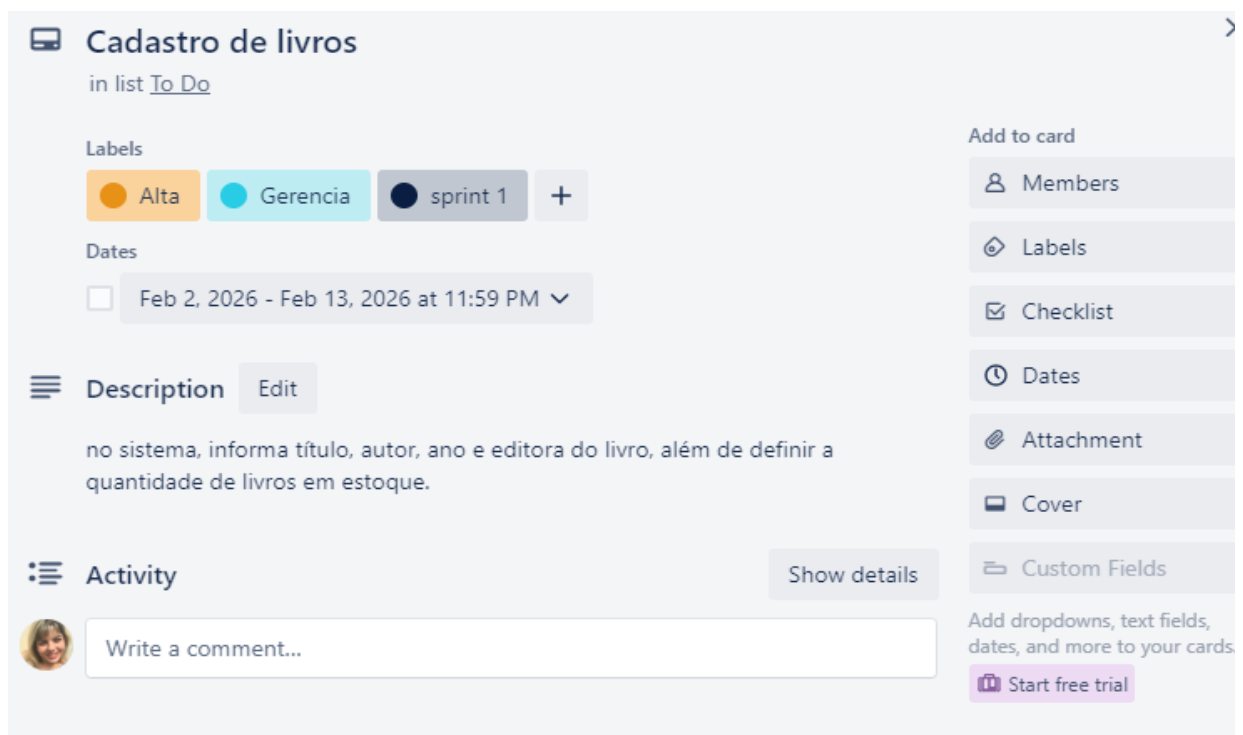 Cadastro de livros
in list To Do
Labels
Alta
Gerencia
sprint 1
Dates
Feb 2, 2026 - Feb 13, 2026 at 11:59 PM
Description
Edit
no sistema, informa título, autor, ano e editora do livro, além de definir a
quantidade de livros em estoque.
Activity
Show details
Write a comment...
Add to card
Members
Labels
Checklist
Dates
Attachment
Cover
Custom Fields
Add dropdowns, text fields,
dates, and more to your cards.
Start free trial